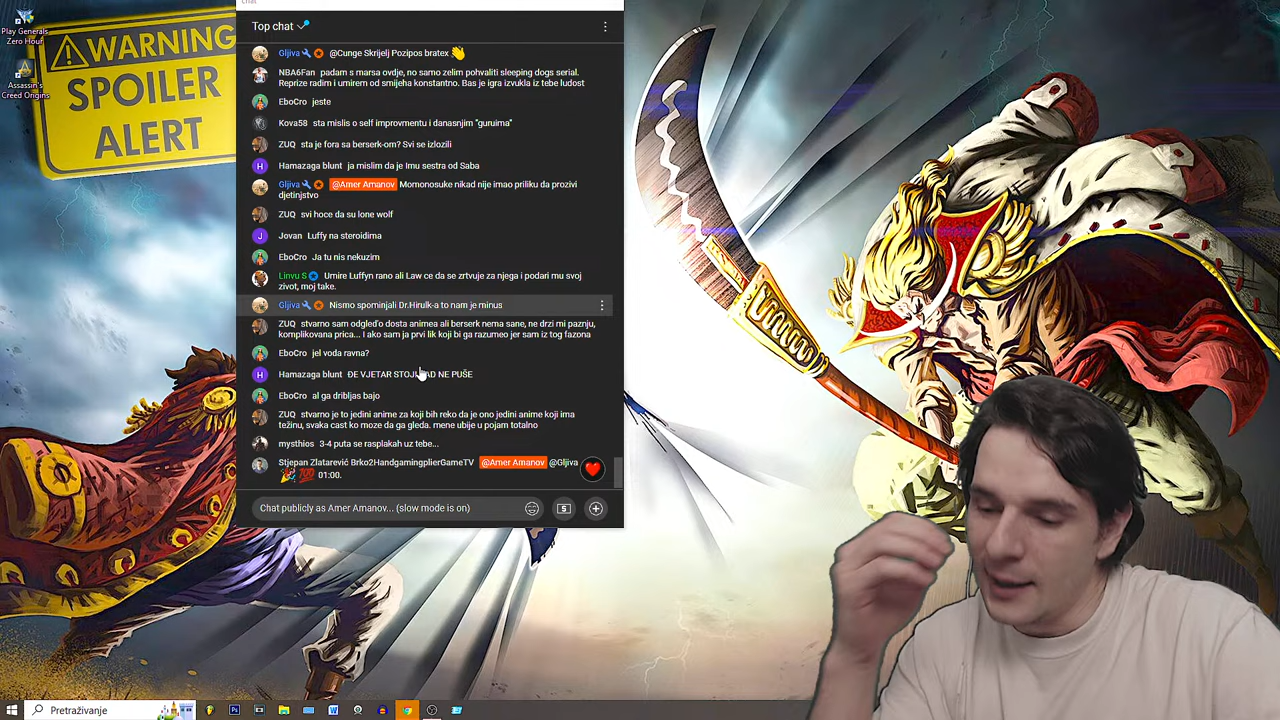 Play Generals
Zero Hour
Assassin's
Creed Origins
WARNING
SPOILER
ALERT
Chat
Top chat
Gljiva @Cunge Skrijelj Pozipos bratex
NBA6Fan padam s marsa ovdje, no samo zelim pohvaliti sleeping dogs serial.
Reprize radim i umirem od smijeha konstantno. Bas je igra izvukla iz tebe ludost
EboCro jeste
Kova58 sta mislis o self improvmentu i danasnjim "guruima"
ZUQ sta je fora sa berserk-om? Svi se izlozili
Hamazaga blunt ja mislim da je Imu sestra od Saba
Gljiva @Amer Amanov Momonosuke nikad nije imao priliku da prozivi
djetinjstvo
ZUQ svi hoce da su lone wolf
Jovan Luffy na steroidima
EboCro Ja tu nis nekuzim
Linvu S Umire Luffyn rano ali Law ce da se zrtvuje za njega i podari mu svoj
zivot, moj take.
Gljiva Nismo spominjali Dr.Hirulk-a to nam je minus
ZUQ stvarno sam odgleďo dosta animea ali berserk nema sane, ne drzi mi paznju,
komplikovana prica... I ako sam ja prvi lik koji bi ga razumeo jer sam iz tog fazona
EboCro jel voda ravna?
Hamazaga blunt ĐE VJETAR STOJI AD NE PUŠE
EboCro al ga dribljas bajo
ZUQ stvarno je to jedini anime za koji bih reko da je ono jedini anime koji ima
težinu, svaka cast ko moze da ga gleda. mene ubije u pojam totalno
mysthios 3-4 puta se rasplakah uz tebe...
Stjepan Zlatarević Brko2HandgamingplierGameTV @Amer Amanov @Gljiva
💯 01:00.
Chat publicly as Amer Amanov... (slow mode is on)
Pretraživanje